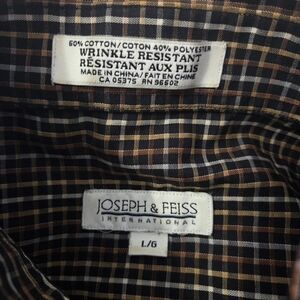 60% COTTON/COTON 40% POLYESTER
WRINKLE RESISTANT
RÉSISTANT AUX PLIS
MADE IN CHINA/FAIT EN CHINE
CA 05375 RN 96602
JOSEPH & FEISS
INTERNATIONAL
L/G